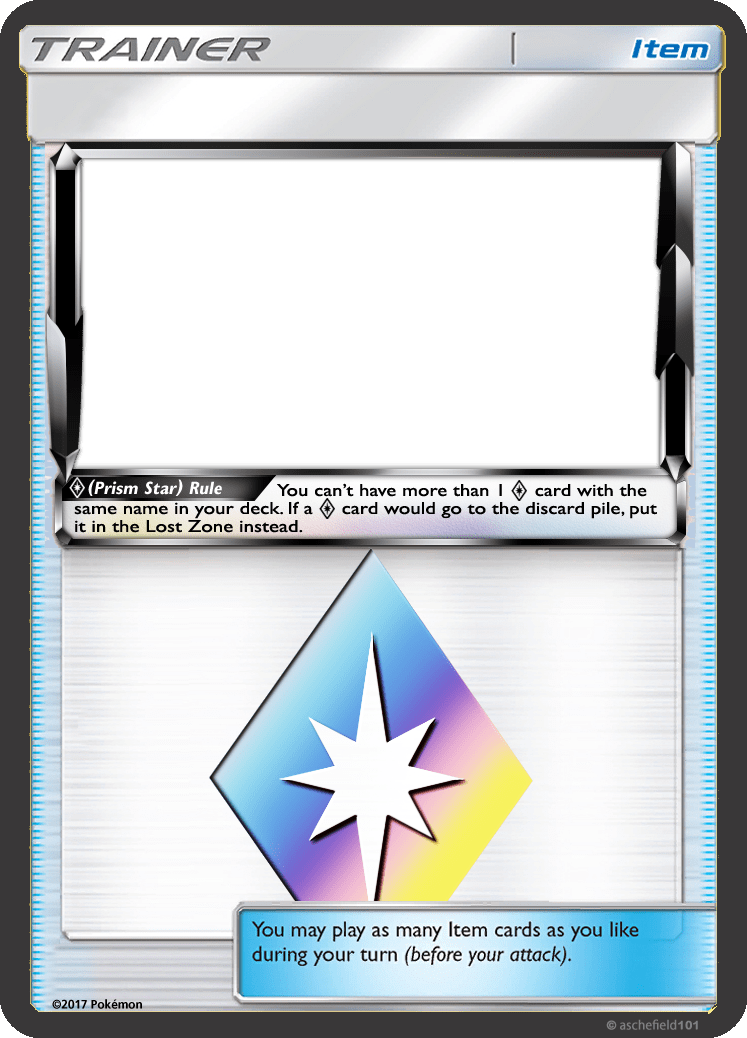 TRAINER Item
(Prism Star) Rule You can't have more than 1 card with the
same name in your deck. If a card would go to the discard pile, put
it in the Lost Zone instead.
You may play as many Item cards as you like
during your turn (before your attack).
©2017 Pokémon
© aschefield101